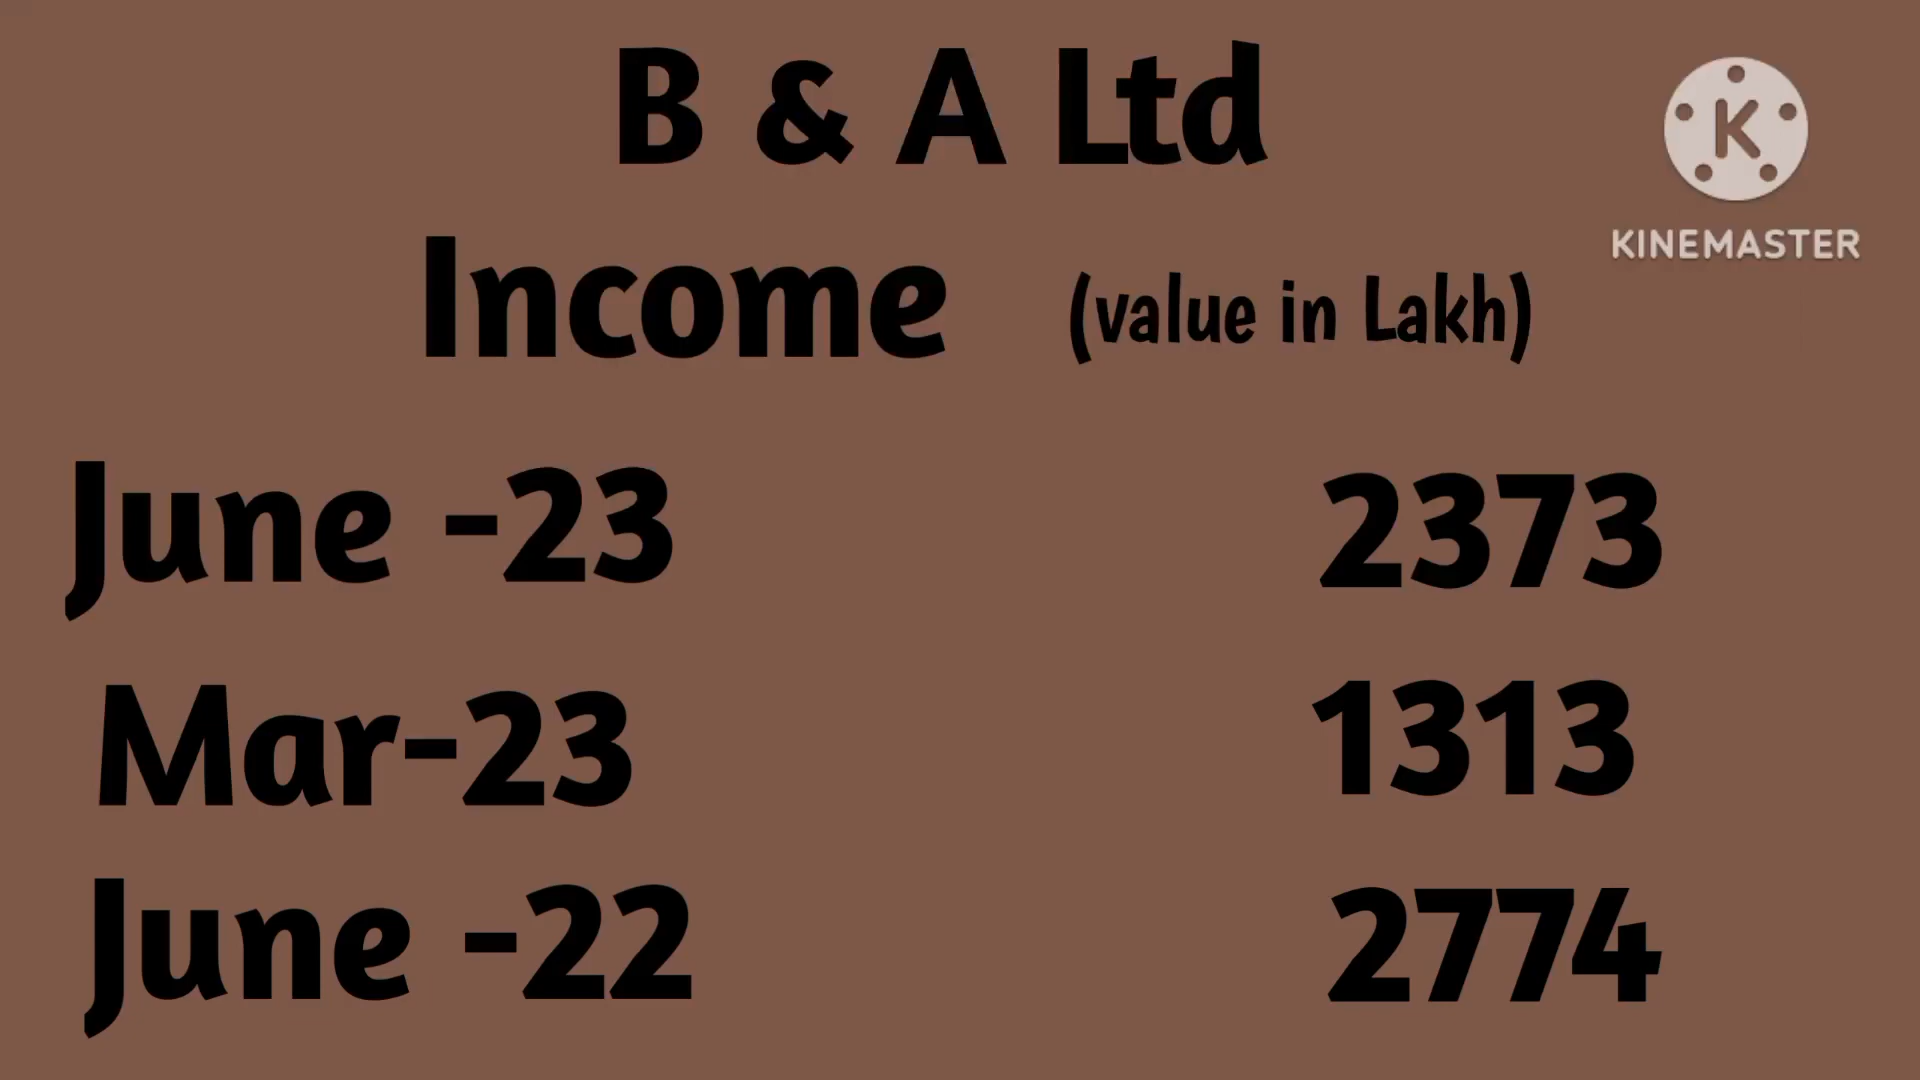 B & A Ltd
K
KINEMASTER
Income (value in Lakh)
June -23 2373
Mar-23 1313
June -22 2774